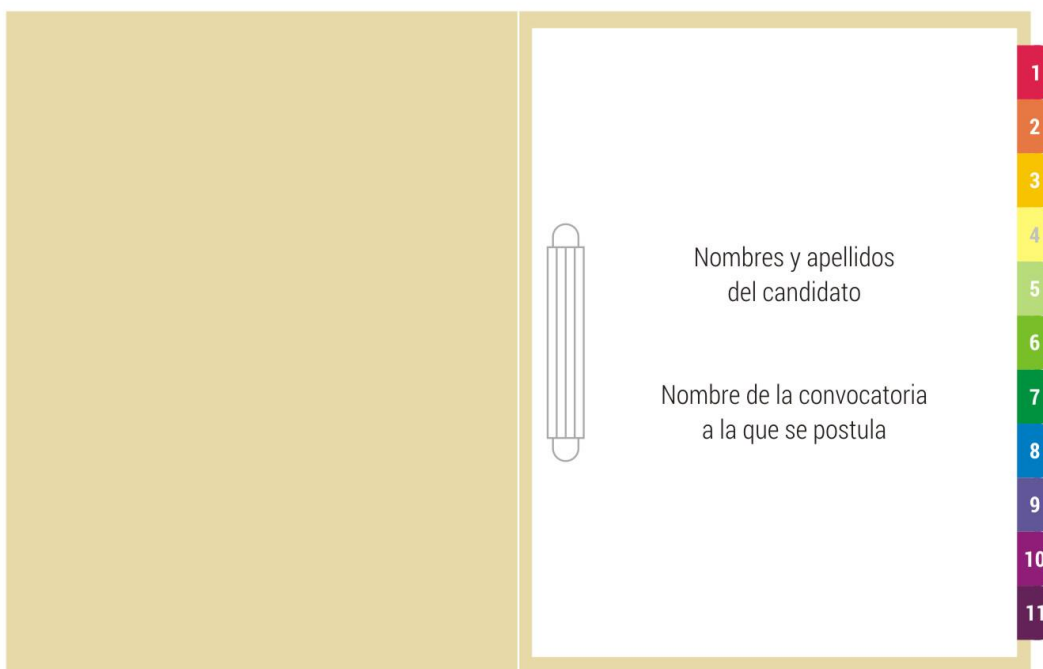 Nombres y apellidos
del candidato
Nombre de la convocatoria
a la que se postula
1
2
3
4
5
6
7
8
9
10
11